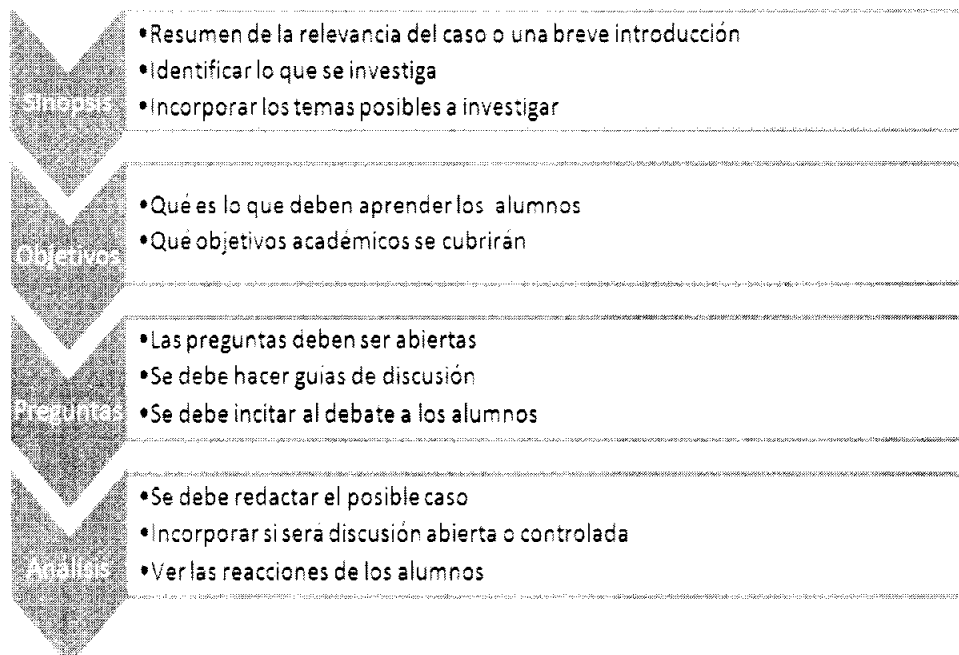 Sinopsis
•Resumen de la relevancia del caso o una breve introducción
•Identificar lo que se investiga
•Incorporar los temas posibles a investigar
Objetivos
•Qué es lo que deben aprender los alumnos
•Qué objetivos académicos se cubrirán
Preguntas
•Las preguntas deben ser abiertas
•Se debe hacer guías de discusión
•Se debe incitar al debate a los alumnos
Análisis
•Se debe redactar el posible caso
•Incorporar si será discusión abierta o controlada
•Ver las reacciones de los alumnos